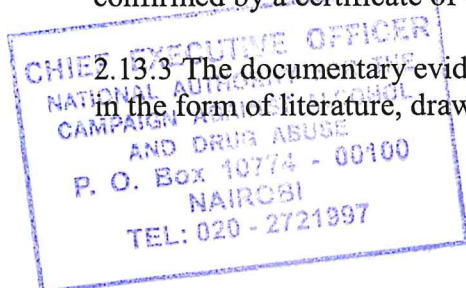 confirmed by a certificate of
2.13.3 The documentary evid
in the form of literature, draw
CHIEF EXECUTIVE OFFICER
NATIONAL AUTHORITY FOR THE
CAMPAIGN AGAINST ALCOHOL
AND DRUG ABUSE
P. O. Box 10774 - 00100
NAIROBI
TEL: 020 - 2721997